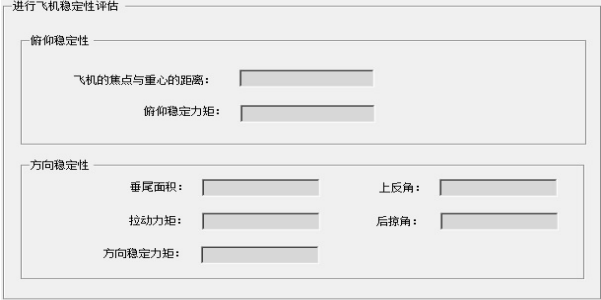 进行飞机稳定性评估
俯仰稳定性
飞机的焦点与重心的距离：
俯仰稳定力矩：
方向稳定性
垂尾面积： 上反角：
拉动力矩： 后掠角：
方向稳定力矩：